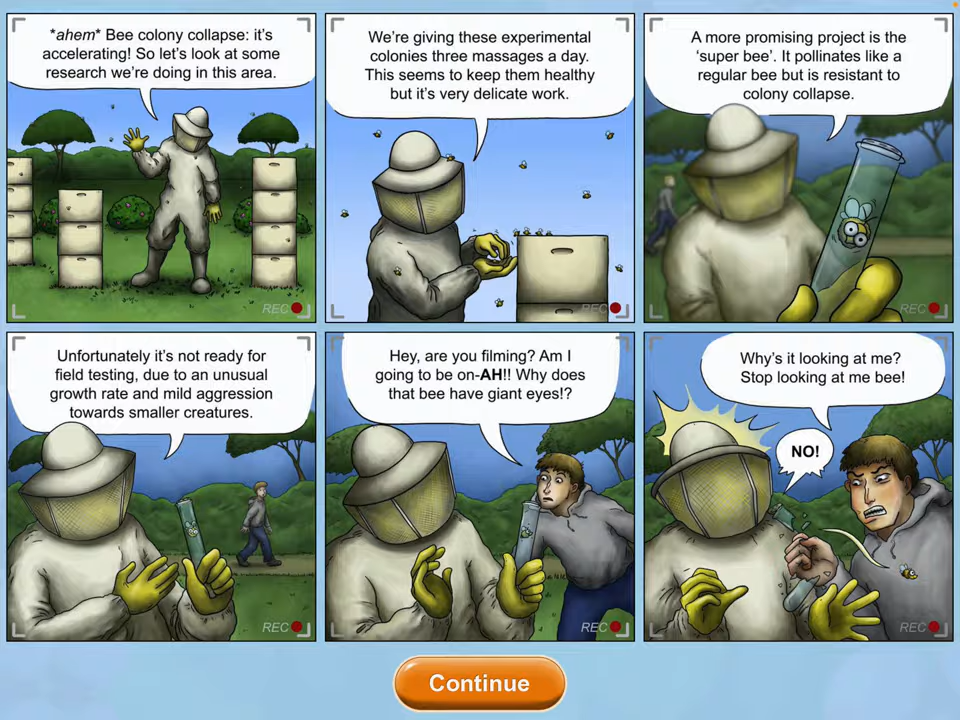 *ahem* Bee colony collapse: it's
accelerating! So let's look at some
research we're doing in this area.
REC
We're giving these experimental
colonies three massages a day.
This seems to keep them healthy
but it's very delicate work.
REC
A more promising project is the
‘super bee’. It pollinates like a
regular bee but is resistant to
colony collapse.
REC
Unfortunately it's not ready for
field testing, due to an unusual
growth rate and mild aggression
towards smaller creatures.
REC
Hey, are you filming? Am I
going to be on-AH!! Why does
that bee have giant eyes!?
REC
Why's it looking at me?
Stop looking at me bee!
NO!
REC
Continue